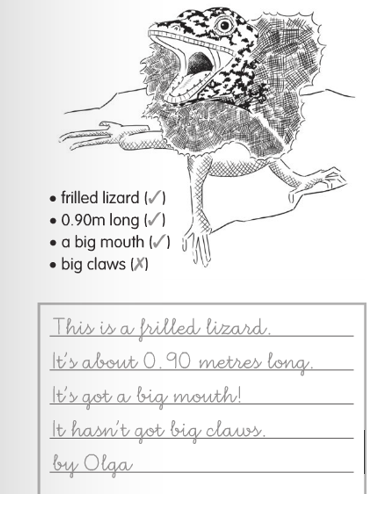 • frilled lizard (✓)
• 0.90m long (✓)
• a big mouth (✓)
• big claws (✗)
This is a frilled lizard.
It's about 0.90 metres long.
It's got a big mouth!
It hasn't got big claws.
by Olga